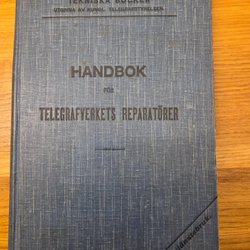 TEKNISKA BÖCKER
UTGIVNA AV KUNGL. TELEGRAFSTYRELSEN.
HANDBOK
FÖR
TELEGRAFVERKETS REPARATÖRER